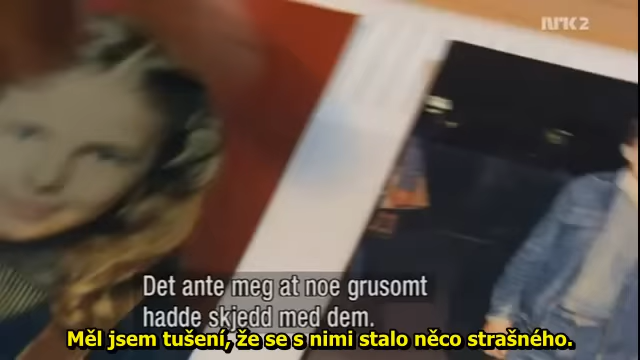 NRK2
Det ante meg at noe grusomt
hadde skjedd med dem.
Měl jsem tušení, že se s nimi stalo něco strašného.